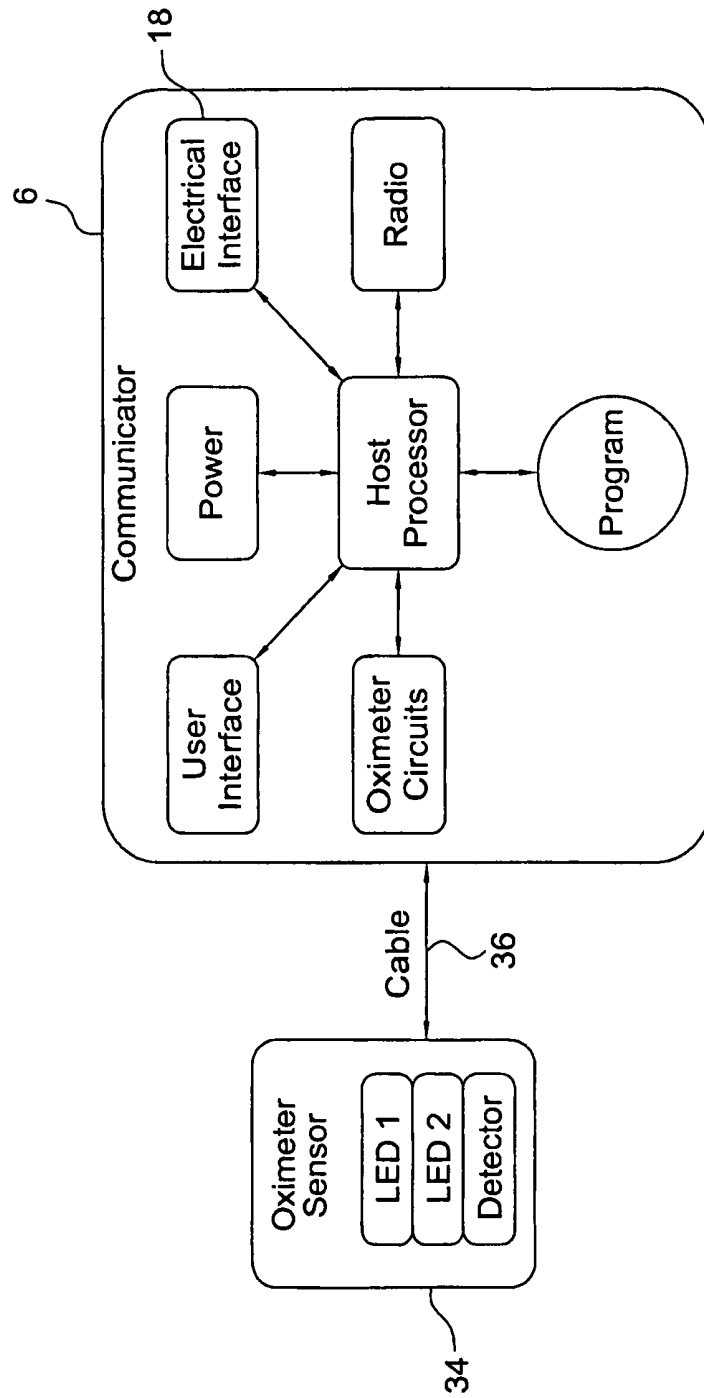 6
Communicator
18
User
Interface
Power
Electrical
Interface
Oximeter
Circuits
Host
Processor
Radio
Program
Cable
36
Oximeter
Sensor
LED 1
LED 2
Detector
34